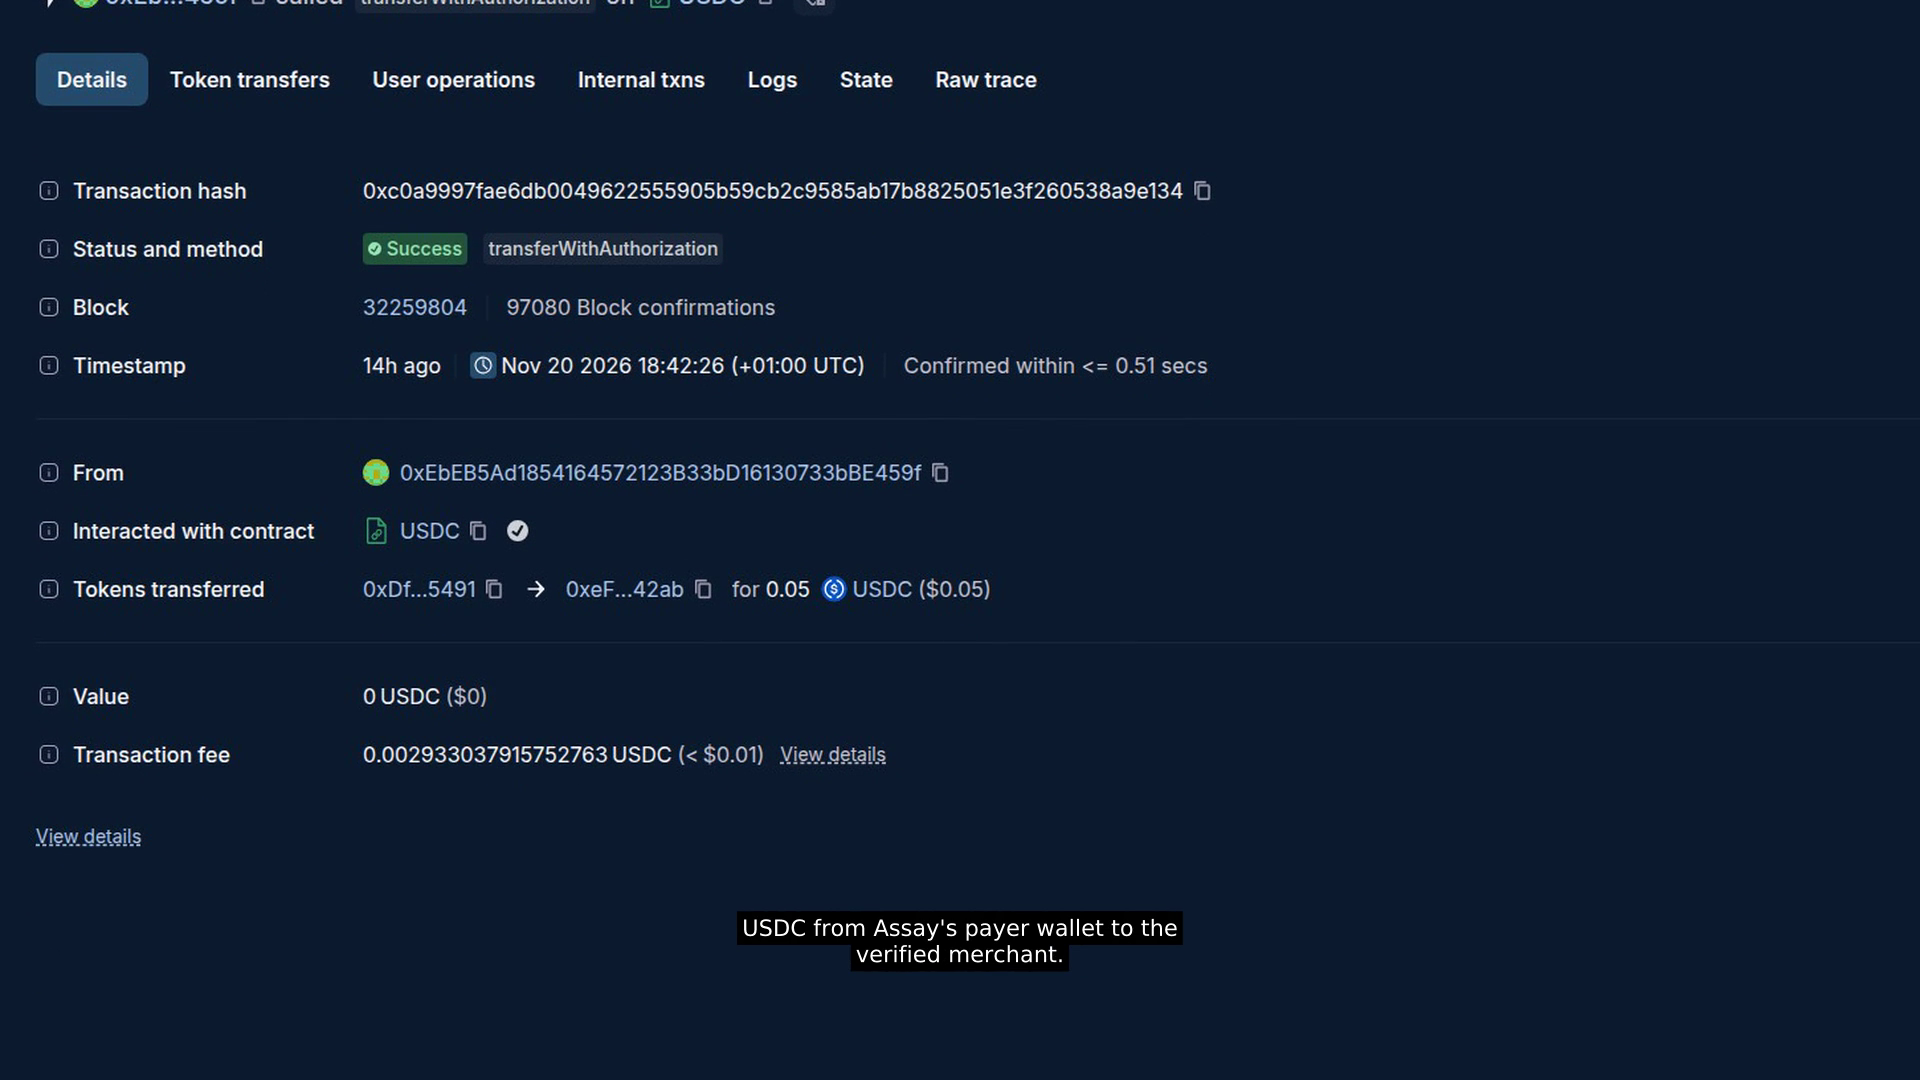 called transferWithAuthorization on USDC
Details Token transfers User operations Internal txns Logs State Raw trace
Transaction hash 0xc0a9997fae6db0049622555905b59cb2c9585ab17b8825051e3f260538a9e134
Status and method Success transferWithAuthorization
Block 32259804 97080 Block confirmations
Timestamp 14h ago Nov 20 2026 18:42:26 (+01:00 UTC) Confirmed within <= 0.51 secs
From 0xEbEB5Ad1854164572123B33bD16130733bBE459f
Interacted with contract USDC
Tokens transferred 0xDf...5491 → 0xeF...42ab for 0.05 USDC ($0.05)
Value 0 USDC ($0)
Transaction fee 0.002933037915752763 USDC (< $0.01) View details
View details
USDC from Assay's payer wallet to the
verified merchant.